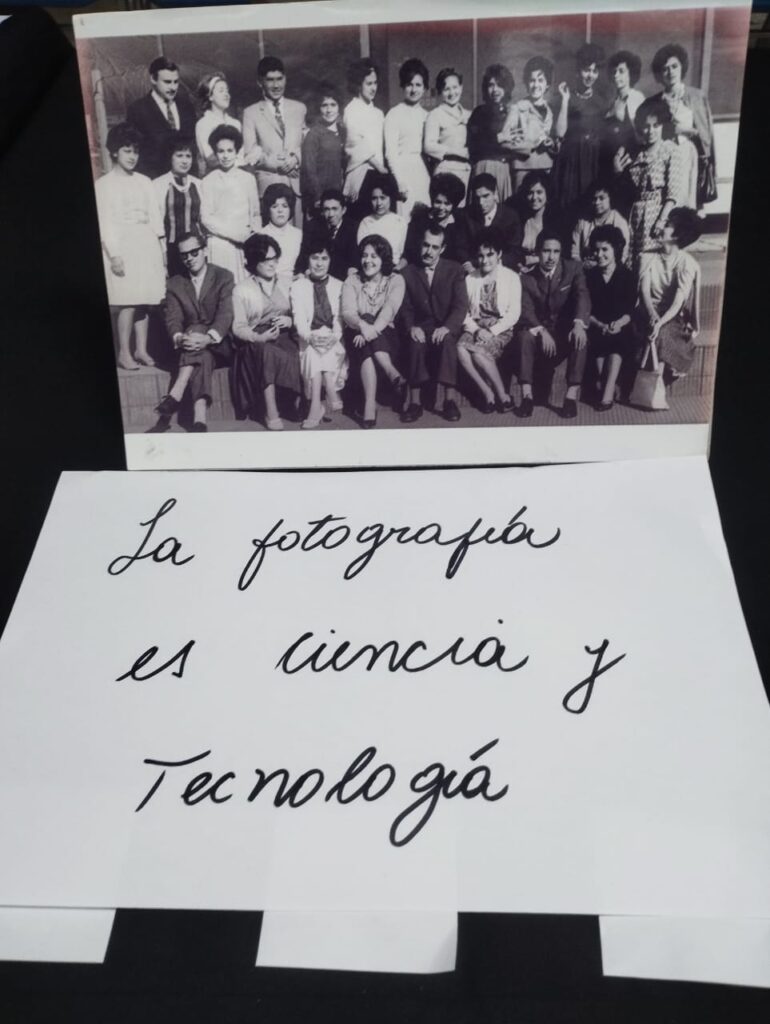 La fotografía
es ciencia y
Tecnología